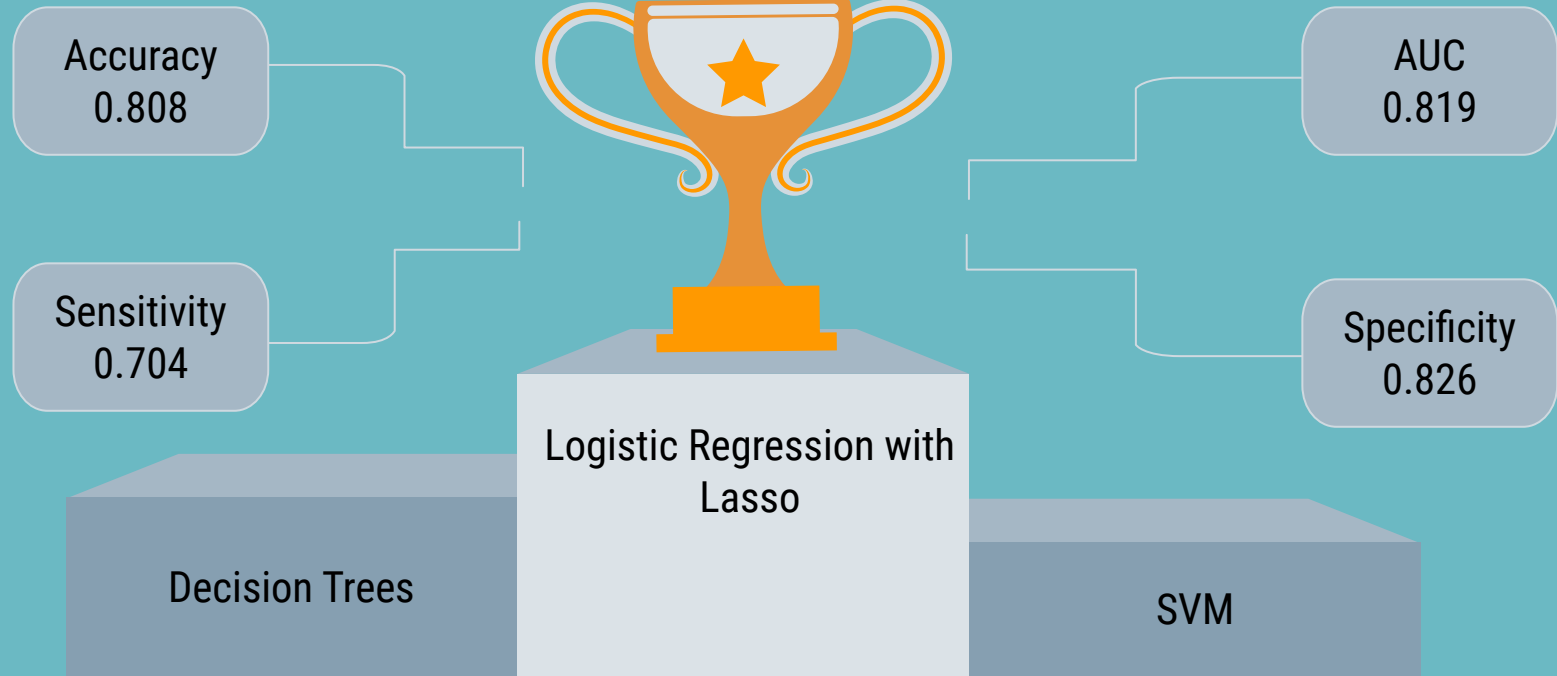 Accuracy
0.808
AUC
0.819
Sensitivity
0.704
Specificity
0.826
Logistic Regression with
Lasso
Decision Trees
SVM